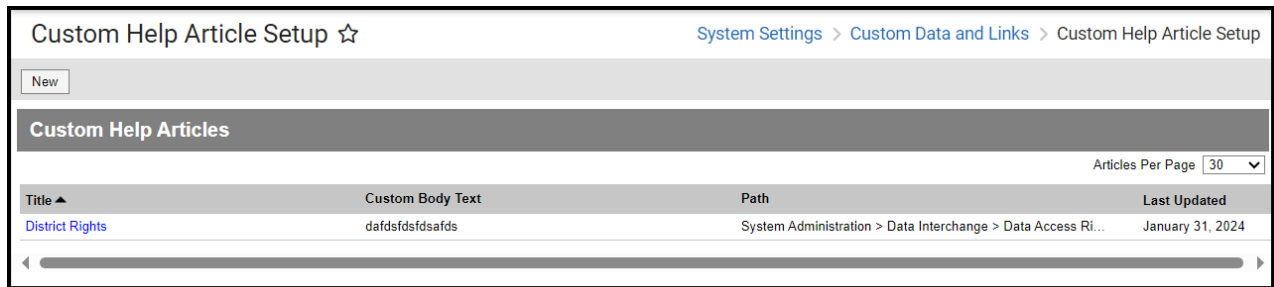 Custom Help Article Setup ☆ System Settings > Custom Data and Links > Custom Help Article Setup
New
Custom Help Articles
Articles Per Page 30
Title ▲ Custom Body Text Path Last Updated
District Rights dafdsfdsfdsafds System Administration > Data Interchange > Data Access Ri... January 31, 2024